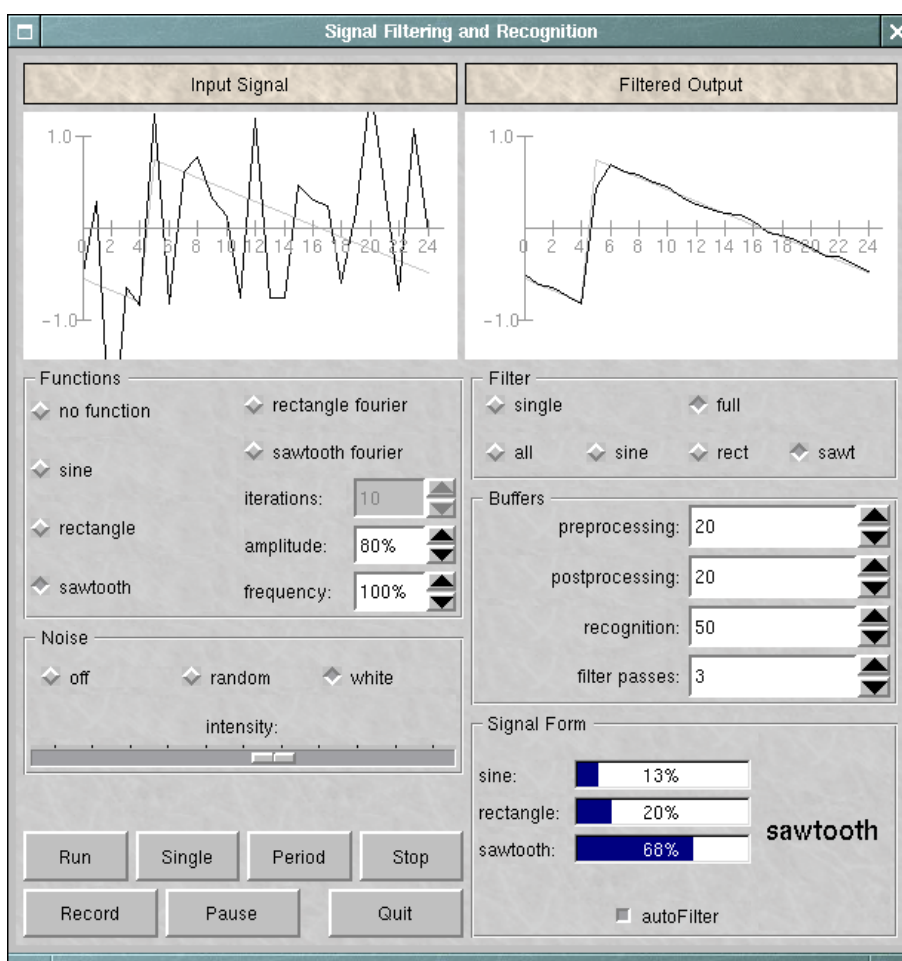 Signal Filtering and Recognition
Input Signal
1.0
0 2 4 6 8 10 12 14 16 18 20 22 24
-1.0
Filtered Output
1.0
0 2 4 6 8 10 12 14 16 18 20 22 24
-1.0
Functions
no function
sine
rectangle
sawtooth
rectangle fourier
sawtooth fourier
iterations: 10
amplitude: 80%
frequency: 100%
Noise
off random white
intensity:
Run Single Period Stop
Record Pause Quit
Filter
single full
all sine rect sawt
Buffers
preprocessing: 20
postprocessing: 20
recognition: 50
filter passes: 3
Signal Form
sine: 13%
rectangle: 20%
sawtooth: 68%
sawtooth
autoFilter